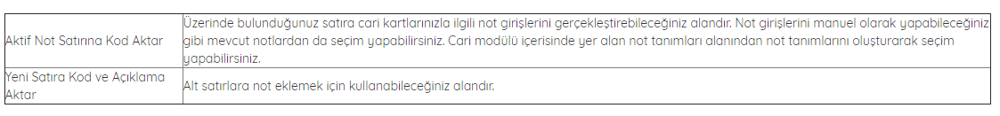 Aktif Not Satırına Kod Aktar
Üzerinde bulunduğunuz satıra cari kartlarınızla ilgili not girişlerini gerçekleştirebileceğiniz alandır. Not girişlerini manuel olarak yapabileceğiniz
gibi mevcut notlardan da seçim yapabilirsiniz. Cari modülü içerisinde yer alan not tanımları alanından not tanımlarını oluşturarak seçim
yapabilirsiniz.
Yeni Satıra Kod ve Açıklama
Aktar
Alt satırlara not eklemek için kullanabileceğiniz alandır.